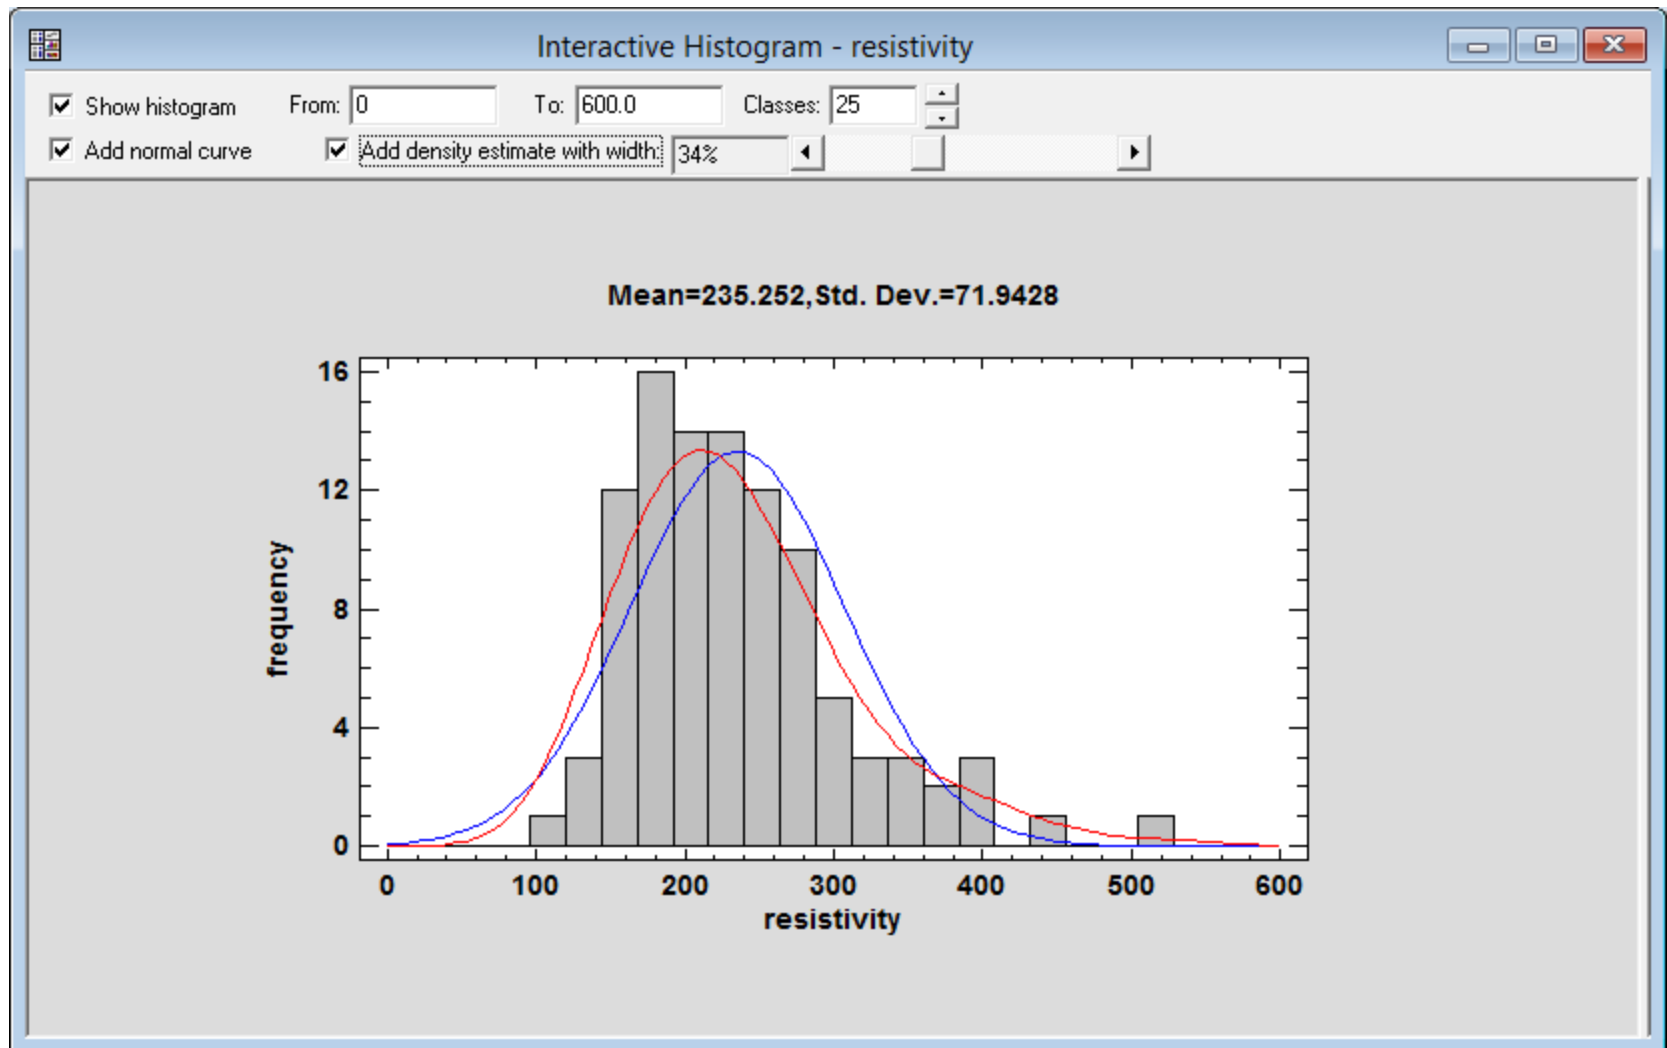 Interactive Histogram - resistivity
Show histogram From: 0 To: 600.0 Classes: 25
Add normal curve Add density estimate with width: 34%
Mean=235.252,Std. Dev.=71.9428
16
12
8
4
0
frequency
0 100 200 300 400 500 600
resistivity